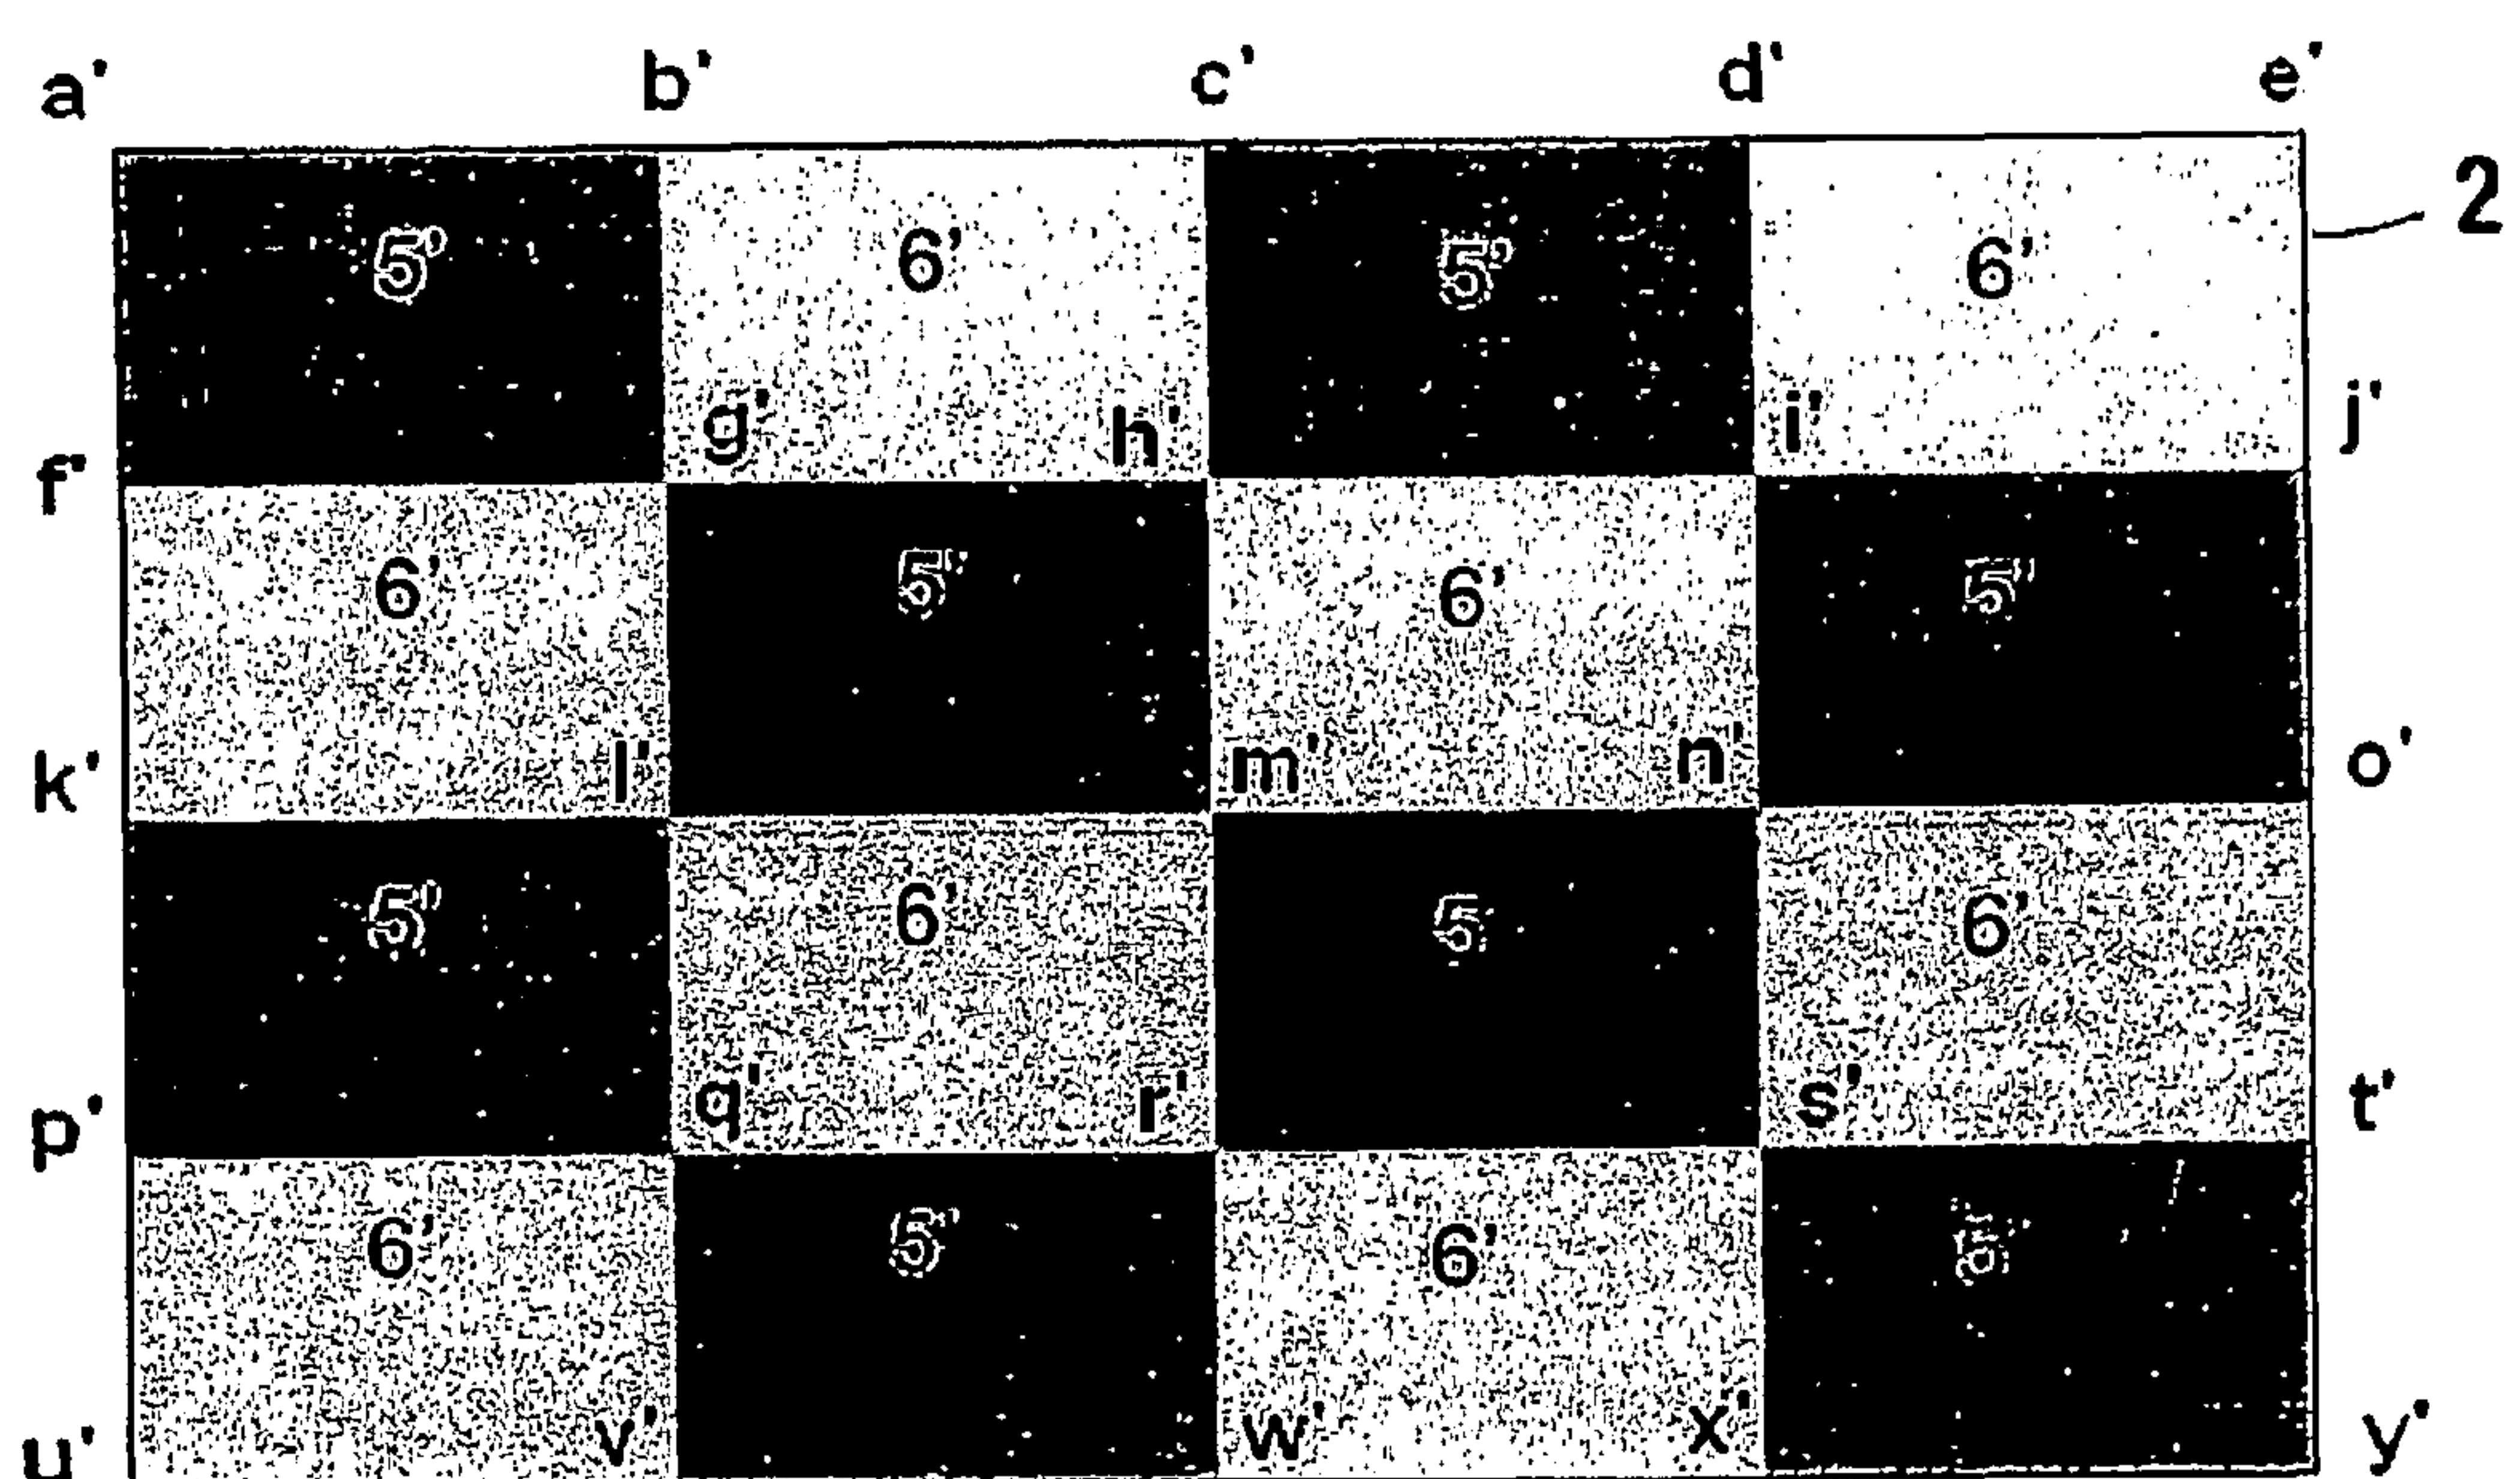 a' b' c' d' e'
2
5' 6' 5' 6'
g' h' i' j'
f'
6' 5' 6' 5'
k' l' m' n' o'
5' 6' 5' 6'
p' q' r' s' t'
6' 5' 6' 5'
u' v' w' x' y'